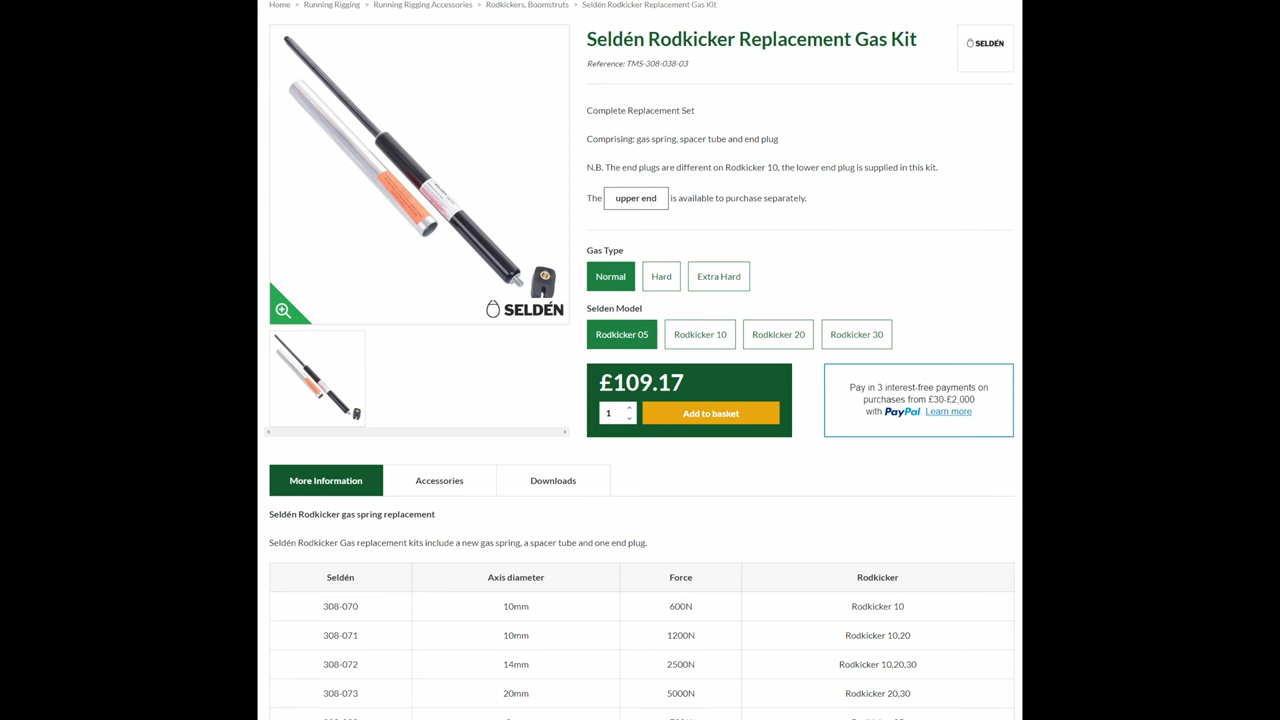 Home > Running Rigging > Running Rigging Accessories > Rodkickers, Boomstruts > Seldén Rodkicker Replacement Gas Kit
Seldén Rodkicker Replacement Gas Kit
SELDÉN
Reference: TMS-308-038-03
Complete Replacement Set
Comprising: gas spring, spacer tube and end plug
N.B. The end plugs are different on Rodkicker 10, the lower end plug is supplied in this kit.
The upper end is available to purchase separately.
SELDÉN
Gas Type
Normal Hard Extra Hard
Selden Model
Rodkicker 05 Rodkicker 10 Rodkicker 20 Rodkicker 30
£109.17
1 Add to basket
Pay in 3 interest-free payments on
purchases from £30-£2,000
with PayPal Learn more
More Information Accessories Downloads
Seldén Rodkicker gas spring replacement
Seldén Rodkicker Gas replacement kits include a new gas spring, a spacer tube and one end plug.
Seldén Axis diameter Force Rodkicker
308-070 10mm 600N Rodkicker 10
308-071 10mm 1200N Rodkicker 10,20
308-072 14mm 2500N Rodkicker 10,20,30
308-073 20mm 5000N Rodkicker 20,30